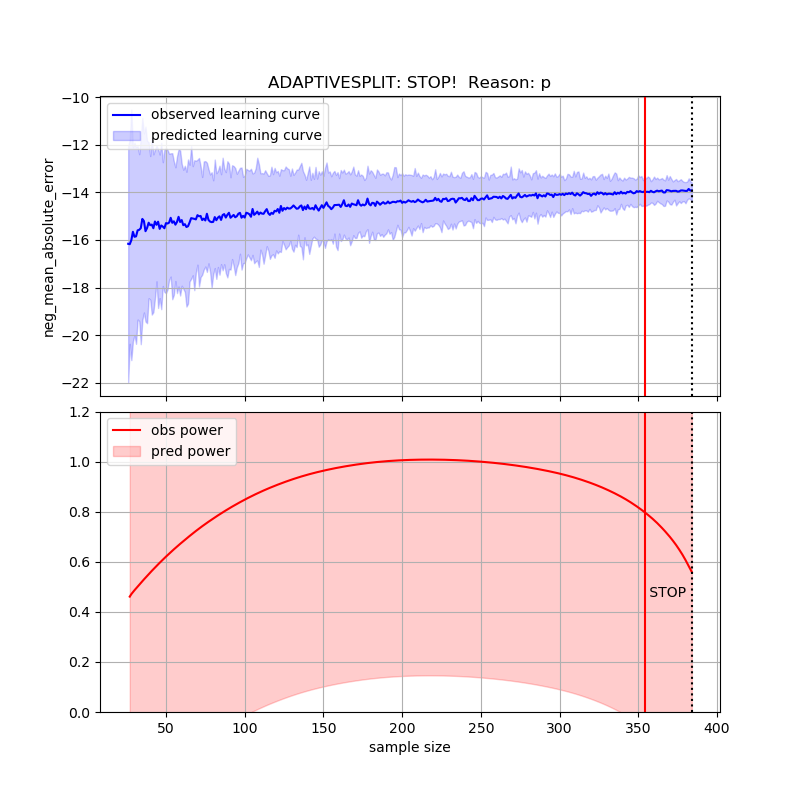 ADAPTIVESPLIT: STOP!  Reason: p
observed learning curve
predicted learning curve
neg_mean_absolute_error
−10
−12
−14
−16
−18
−20
−22
obs power
pred power
1.2
1.0
0.8
0.6
0.4
0.2
0.0
STOP
50 100 150 200 250 300 350 400
sample size